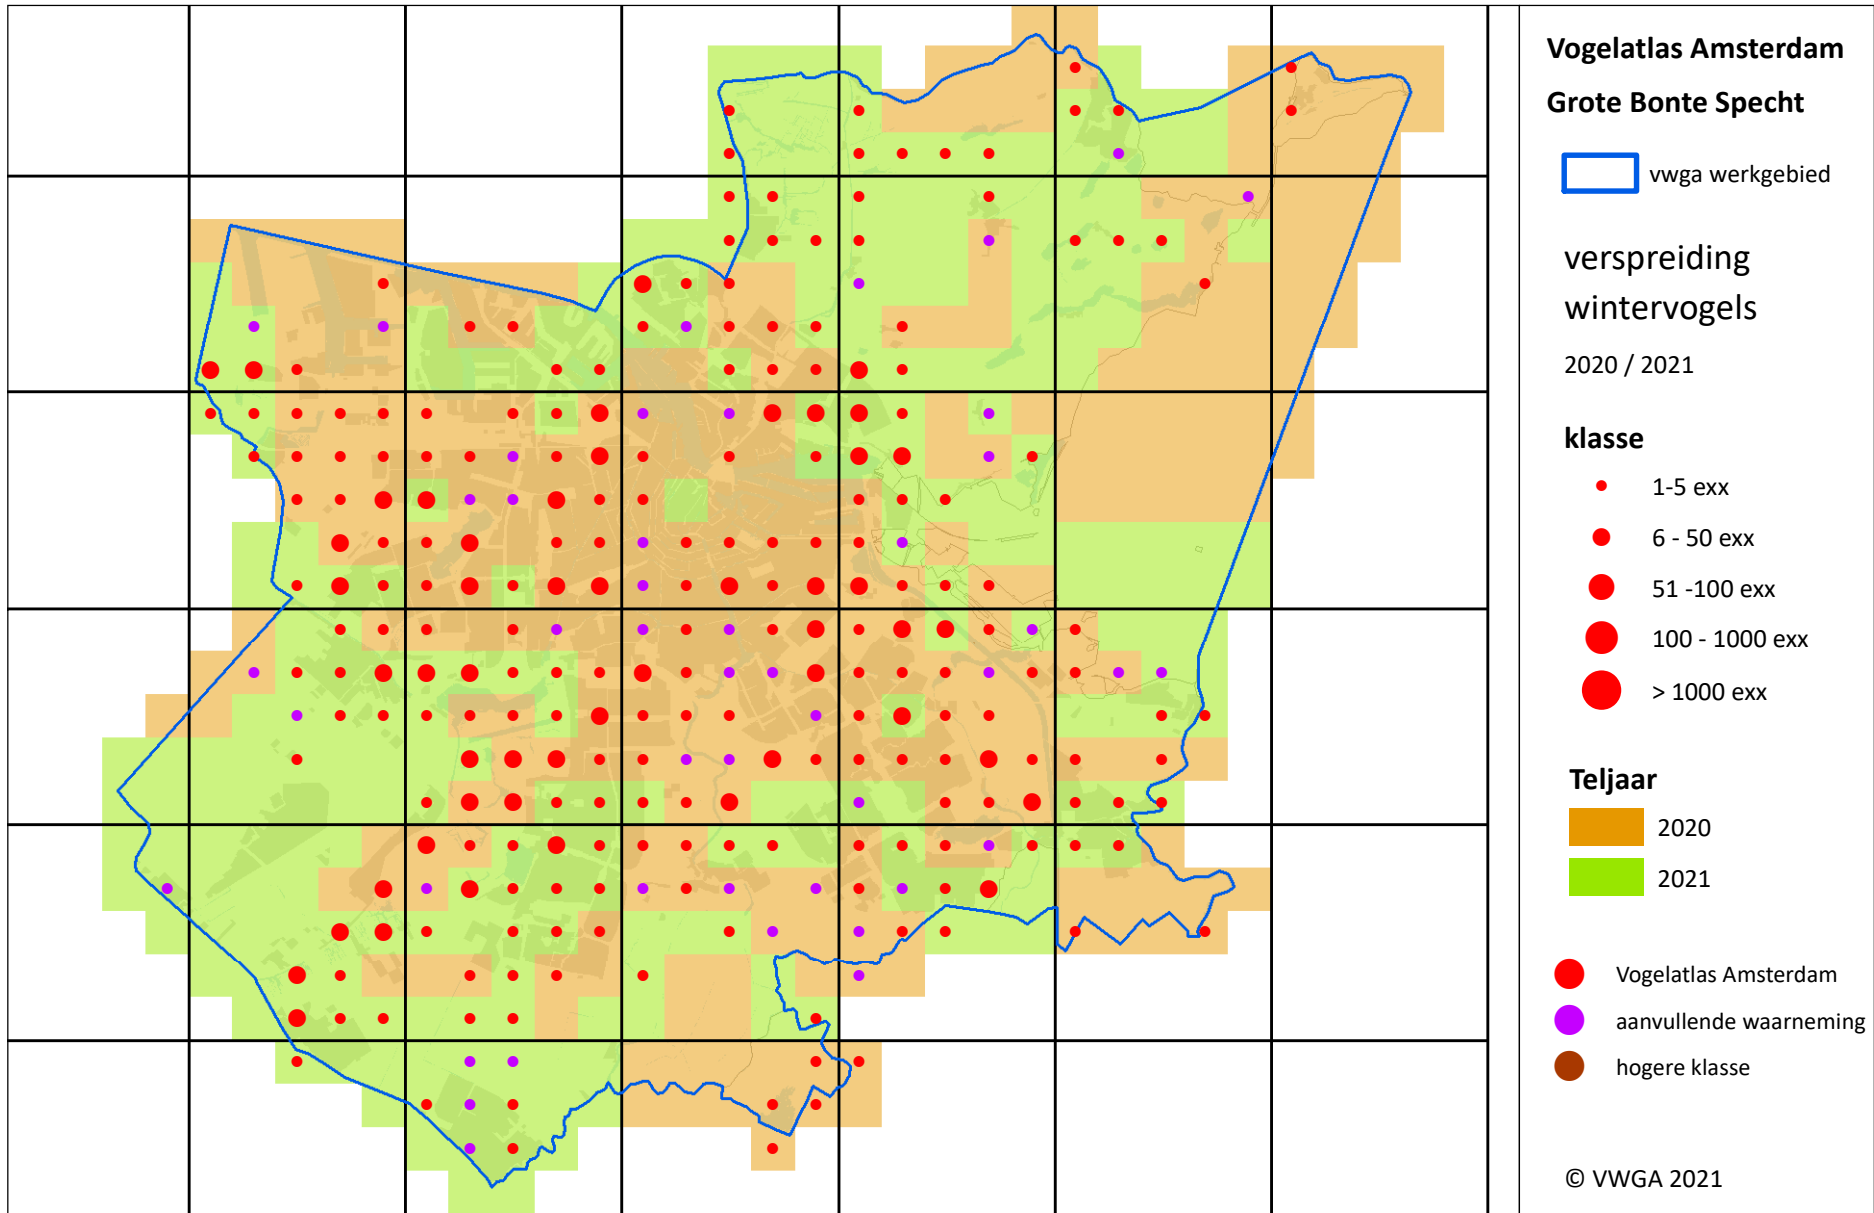 Vogelatlas Amsterdam
Grote Bonte Specht
vwga werkgebied
verspreiding
wintervogels
2020 / 2021
klasse
1-5 exx
6 - 50 exx
51 -100 exx
100 - 1000 exx
> 1000 exx
Teljaar
2020
2021
Vogelatlas Amsterdam
aanvullende waarneming
hogere klasse
© VWGA 2021